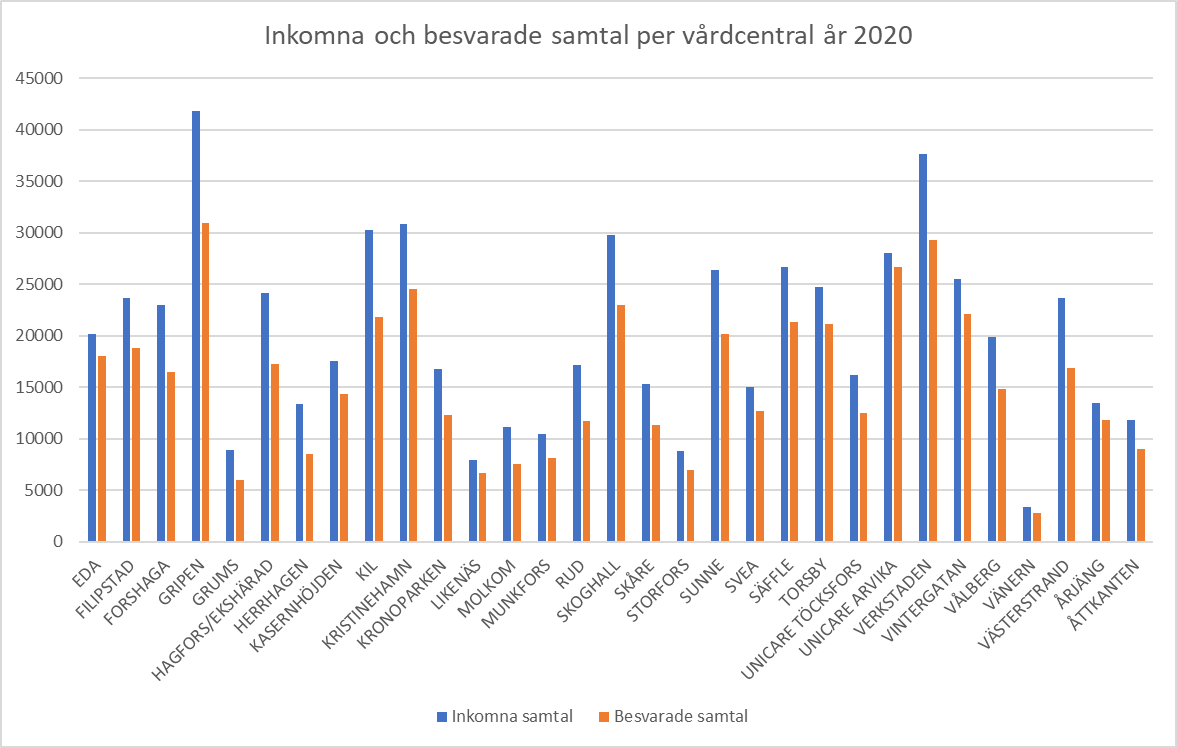 Inkomna och besvarade samtal per vårdcentral år 2020
45000
40000
35000
30000
25000
20000
15000
10000
5000
0
EDA
FILIPSTAD
FORSHAGA
GRIPEN
GRUMS
HAGFORS/EKSHÄRAD
HERRHAGEN
KASERNHÖJDEN
KIL
KRISTINEHAMN
KRONOPARKEN
LIKENÄS
MOLKOM
MUNKFORS
RUD
SKOGHALL
SKÅRE
STORFORS
SUNNE
SVEA
SÄFFLE
TORSBY
UNICARE TÖCKSFORS
UNICARE ARVIKA
VERKSTADEN
VINTERGATAN
VÅLBERG
VÄNERN
VÄSTERSTRAND
ÅRJÄNG
ÅTTKANTEN
Inkomna samtal
Besvarade samtal